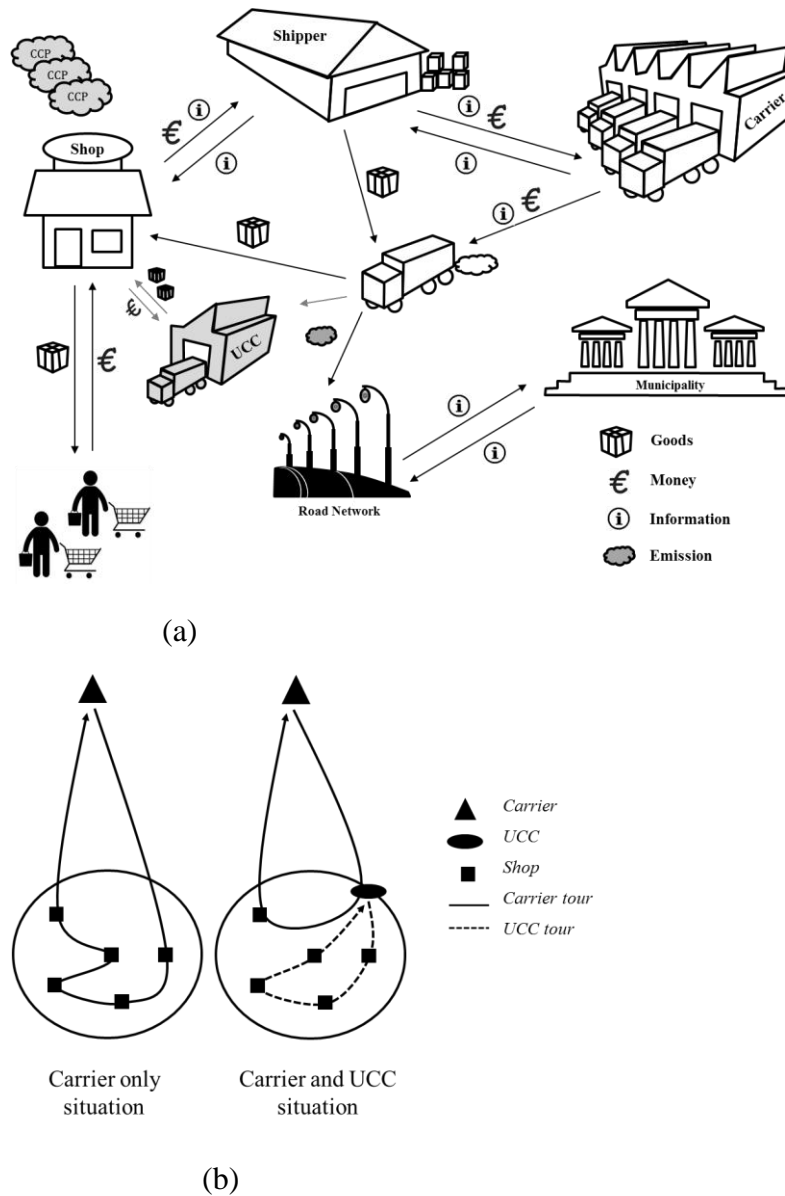 CCP
CCP
CCP
Shipper
Carrier
Shop
€
i
i
i
€
i
i
€
€
UCC
€
i
i
Municipality
Road Network
Goods
€ Money
i Information
Emission
(a)
Carrier
UCC
Shop
Carrier tour
UCC tour
Carrier only
situation
Carrier and UCC
situation
(b)